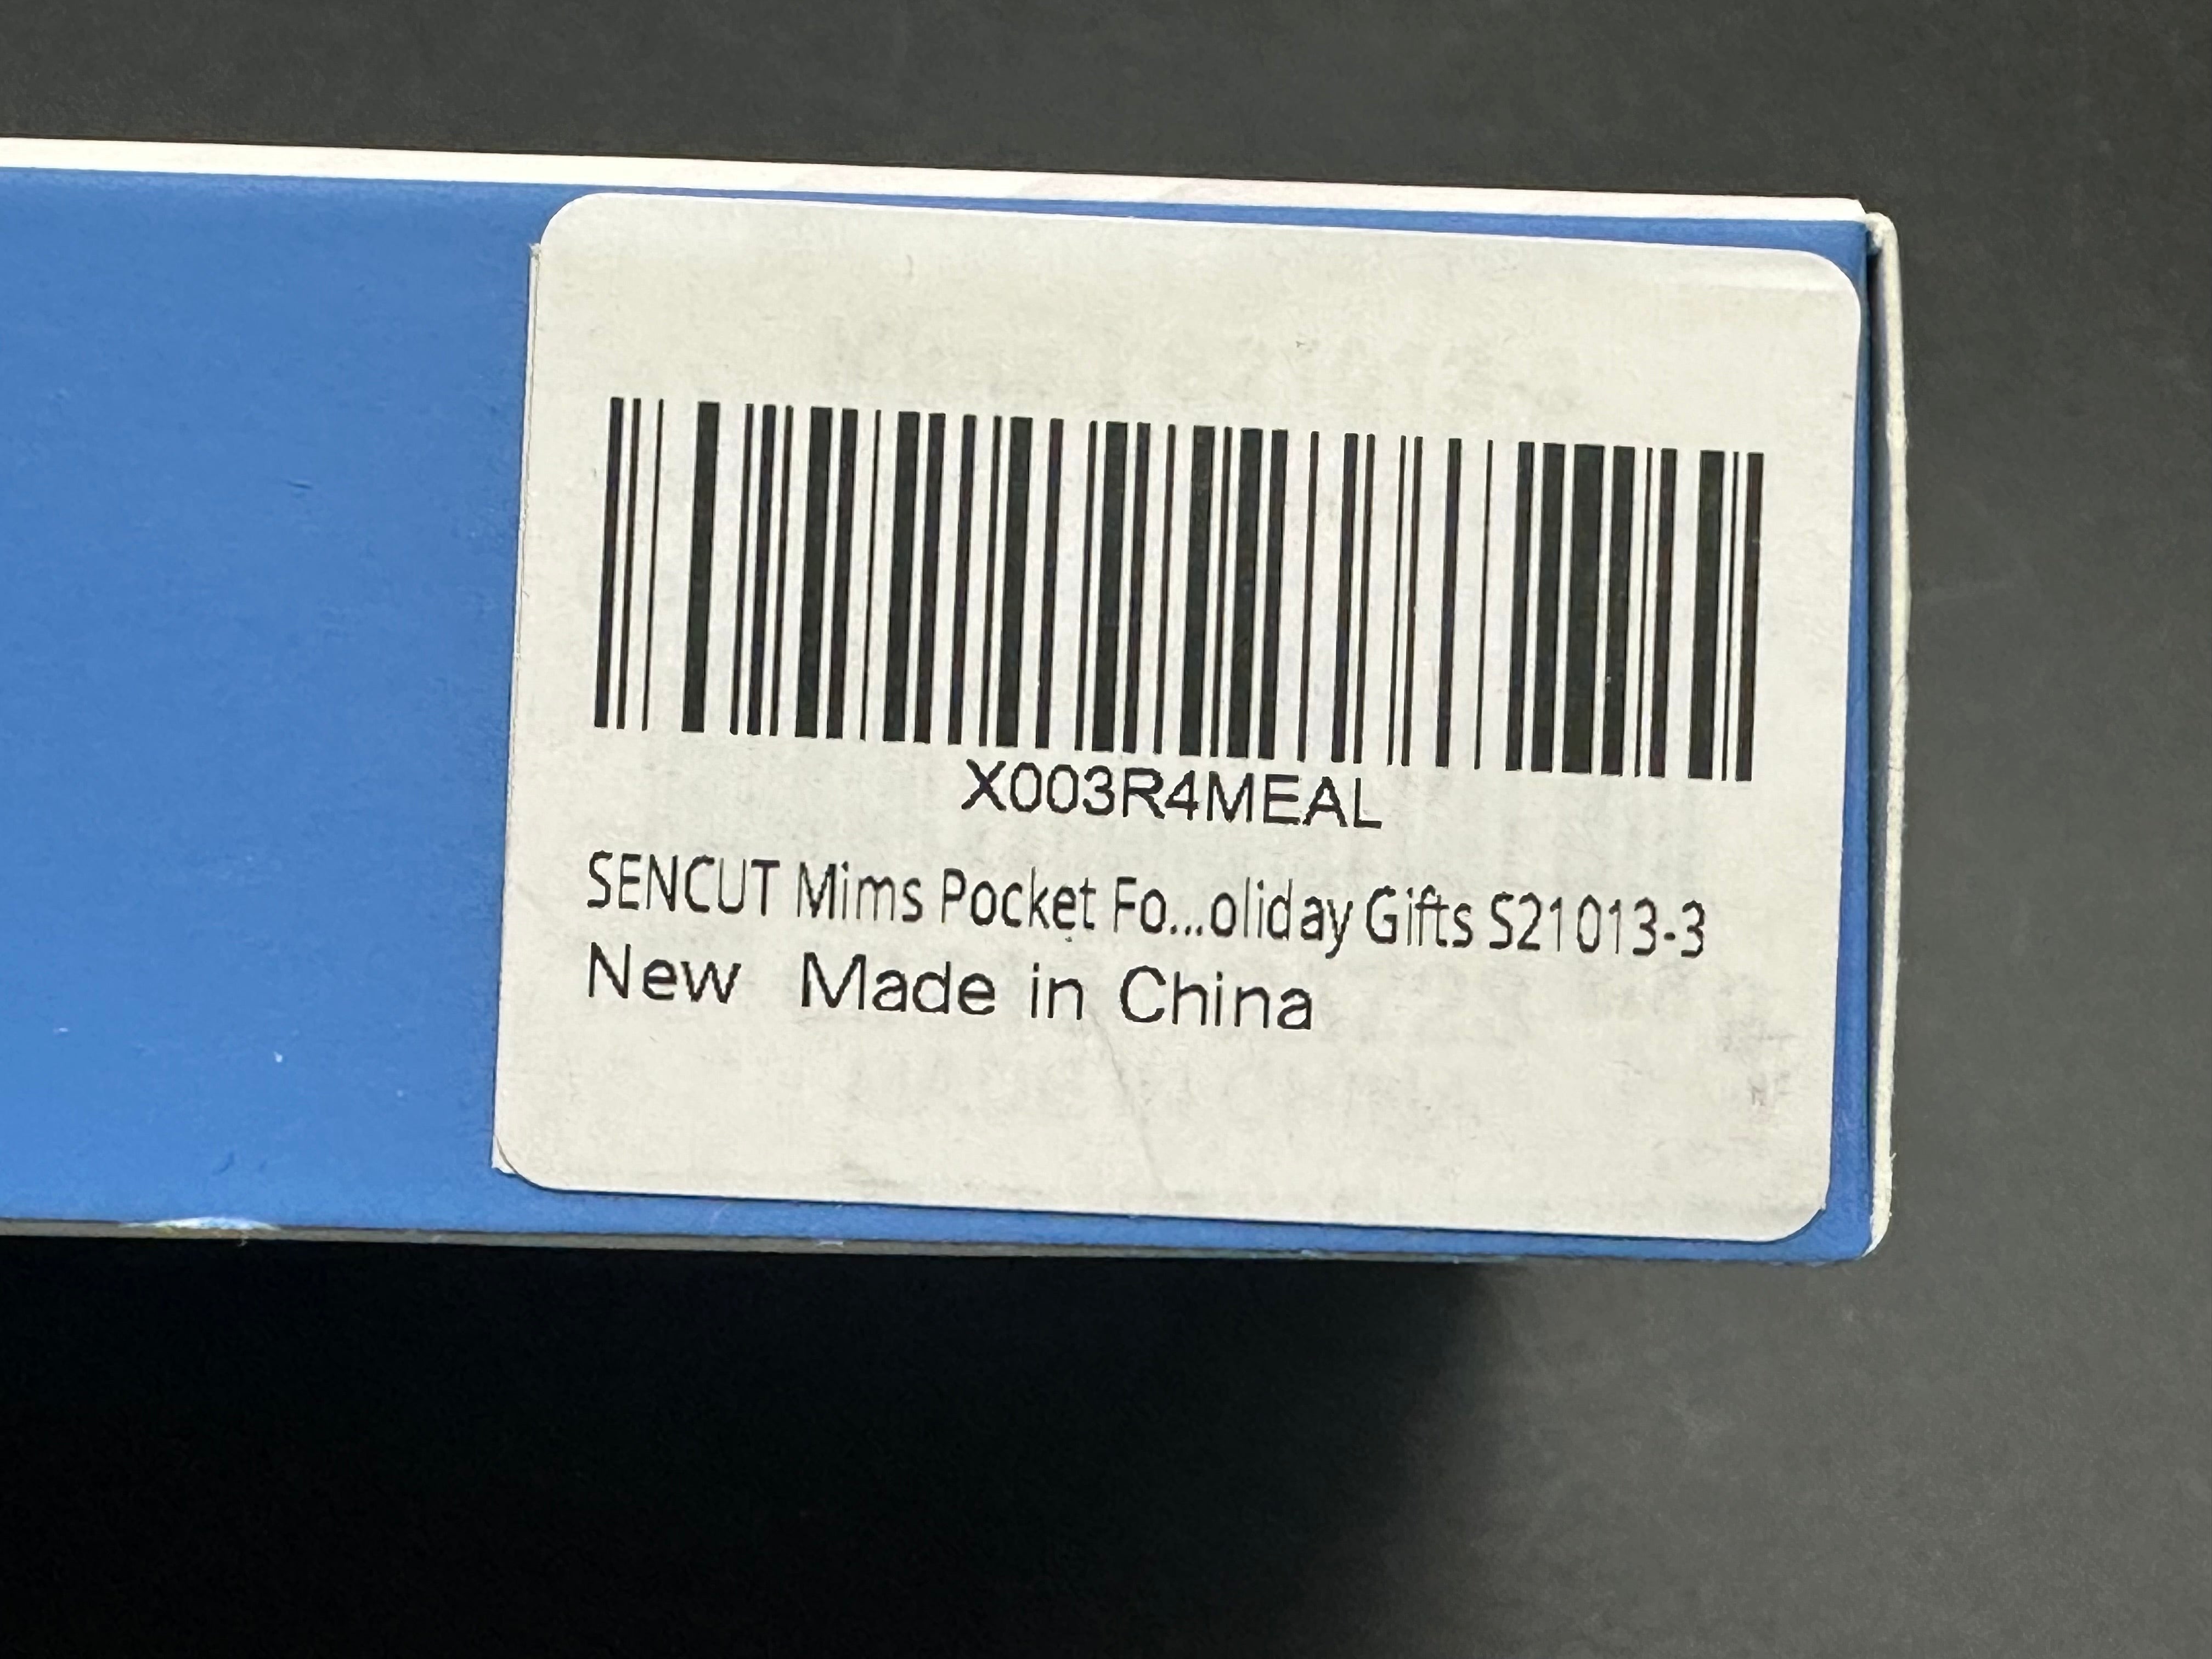 X003R4MEAL
SENCUT Mims Pocket Fo...oliday Gifts S21013-3
New Made in China